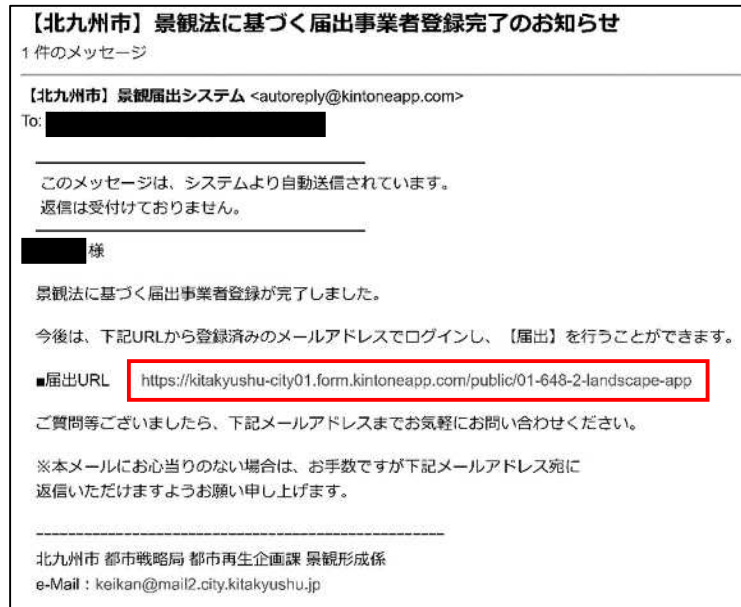 【北九州市】景観法に基づく届出事業者登録完了のお知らせ
1 件のメッセージ
【北九州市】景観届出システム <autoreply@kintoneapp.com>
To:
このメッセージは、システムより自動送信されています。
返信は受付けておりません。
様
景観法に基づく届出事業者登録が完了しました。
今後は、下記URLから登録済みのメールアドレスでログインし、【届出】を行うことができます。
■届出URL https://kitakyushu-city01.form.kintoneapp.com/public/01-648-2-landscape-app
ご質問等ございましたら、下記メールアドレスまでお気軽にお問い合わせください。
※本メールにお心当りのない場合は、お手数ですが下記メールアドレス宛に
返信いただけますようお願い申し上げます。
--------------------------------------------------
北九州市 都市戦略局 都市再生企画課 景観形成係
e-Mail：keikan@mail2.city.kitakyushu.jp